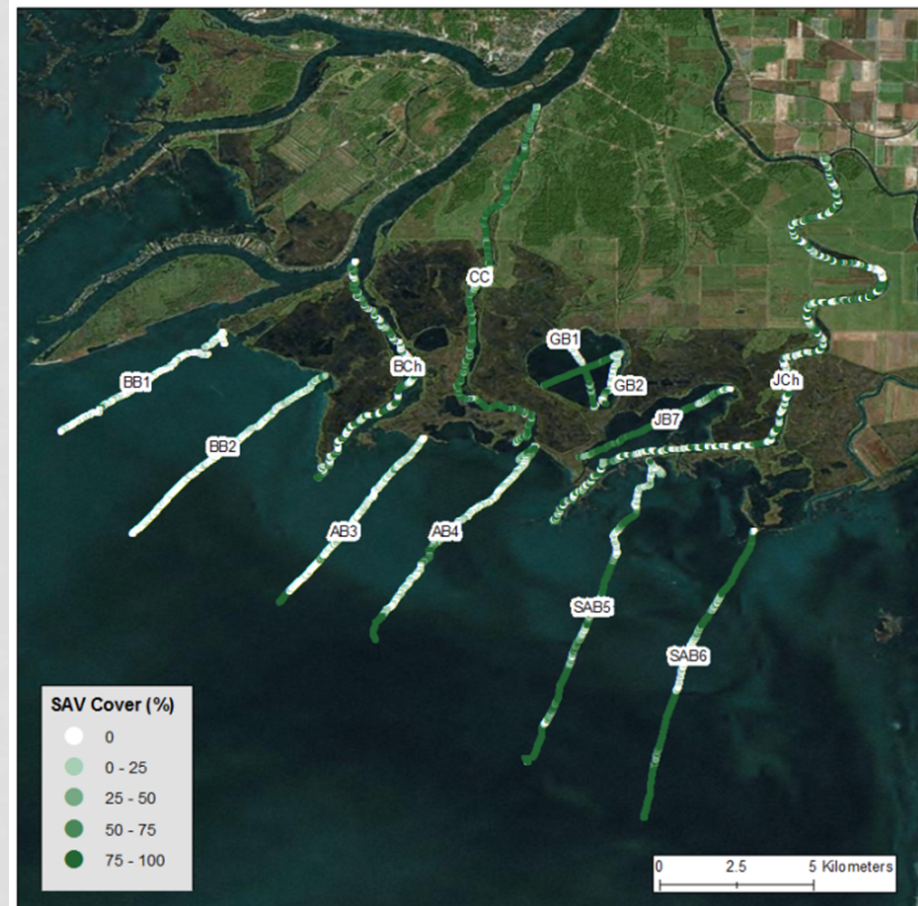 CC
GB1
BCh
GB2
JCh
BB1
JB7
BB2
AB3
AB4
SAB5
SAB6
SAV Cover (%)
0
0 - 25
25 - 50
50 - 75
75 - 100
0 2.5 5 Kilometers